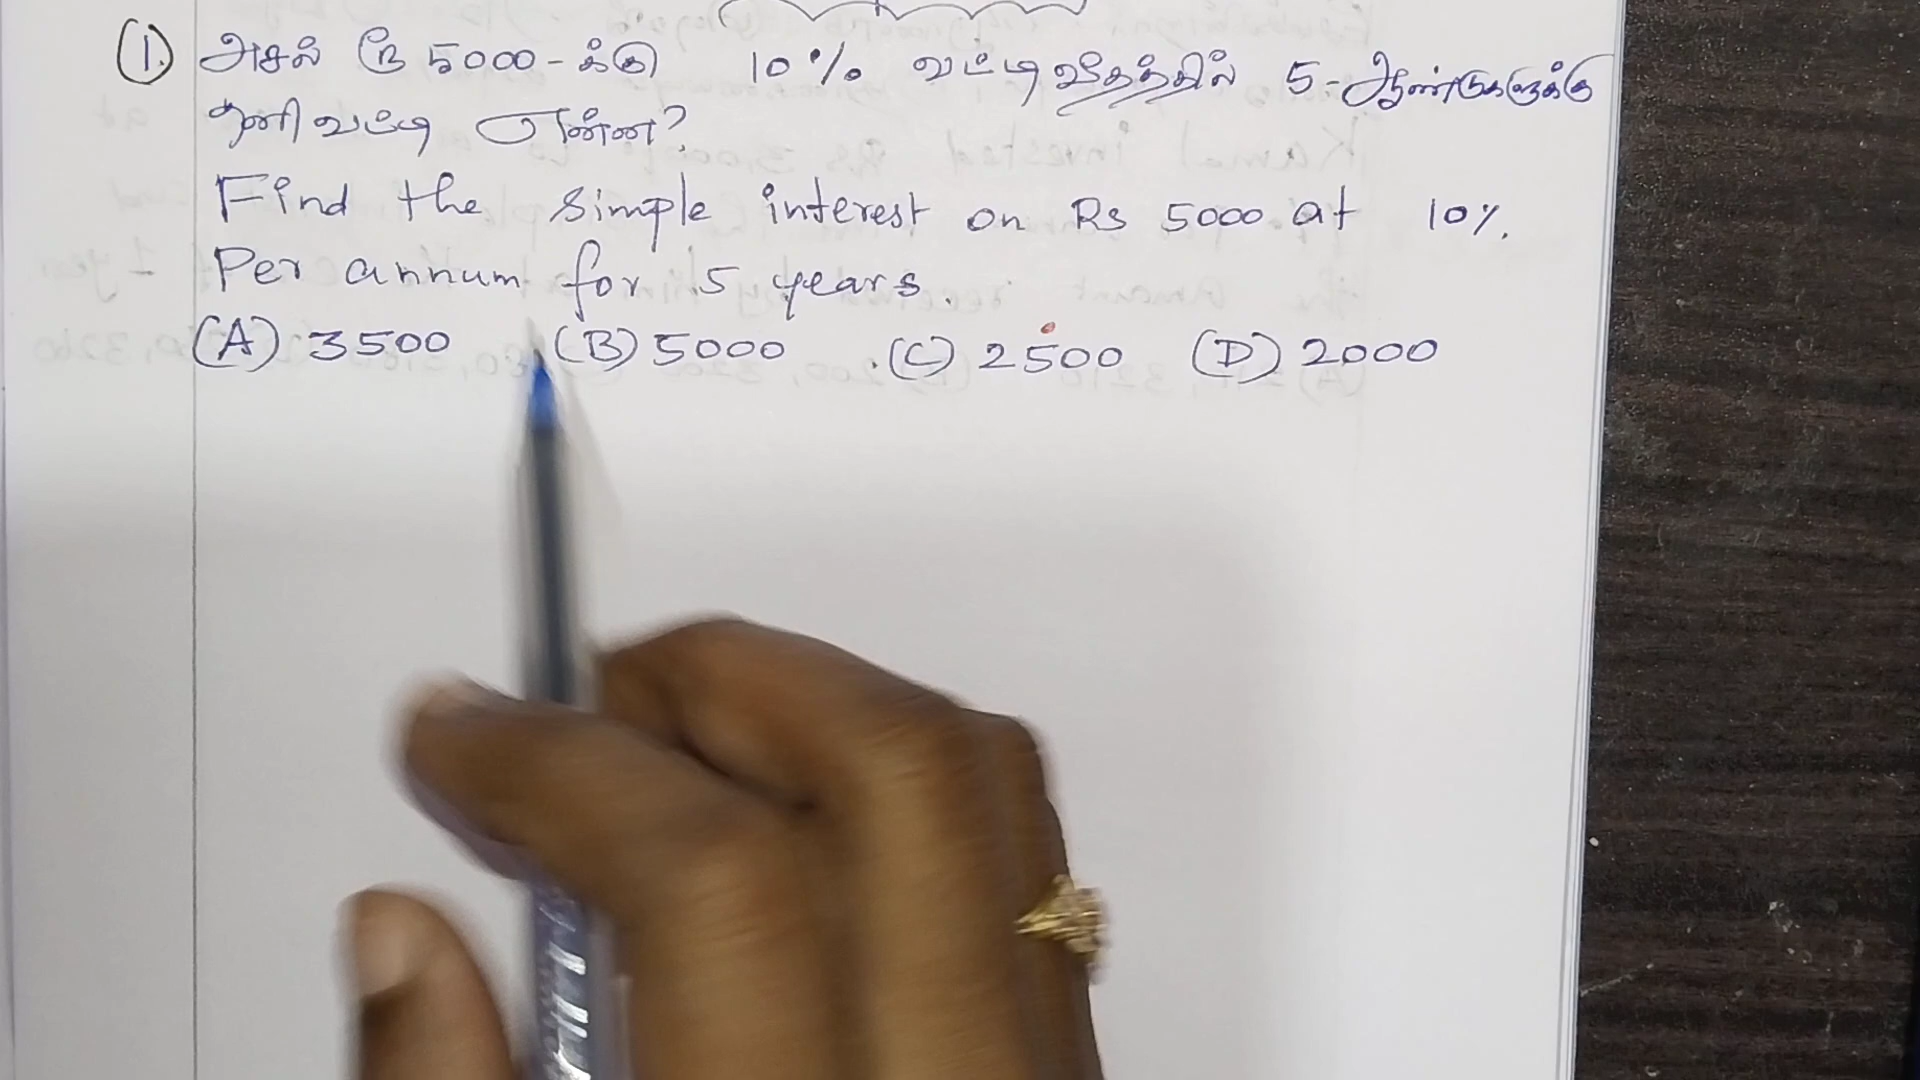 (1.) அசல் ரூ 5000-க்கு 10% வட்டி வீதத்தில் 5-ஆண்டுகளுக்கு
தனிவட்டி என்ன?
Find the simple interest on Rs 5000 at 10%.
Per annum for 5 years.
(A) 3500 (B) 5000 (C) 2500 (D) 2000